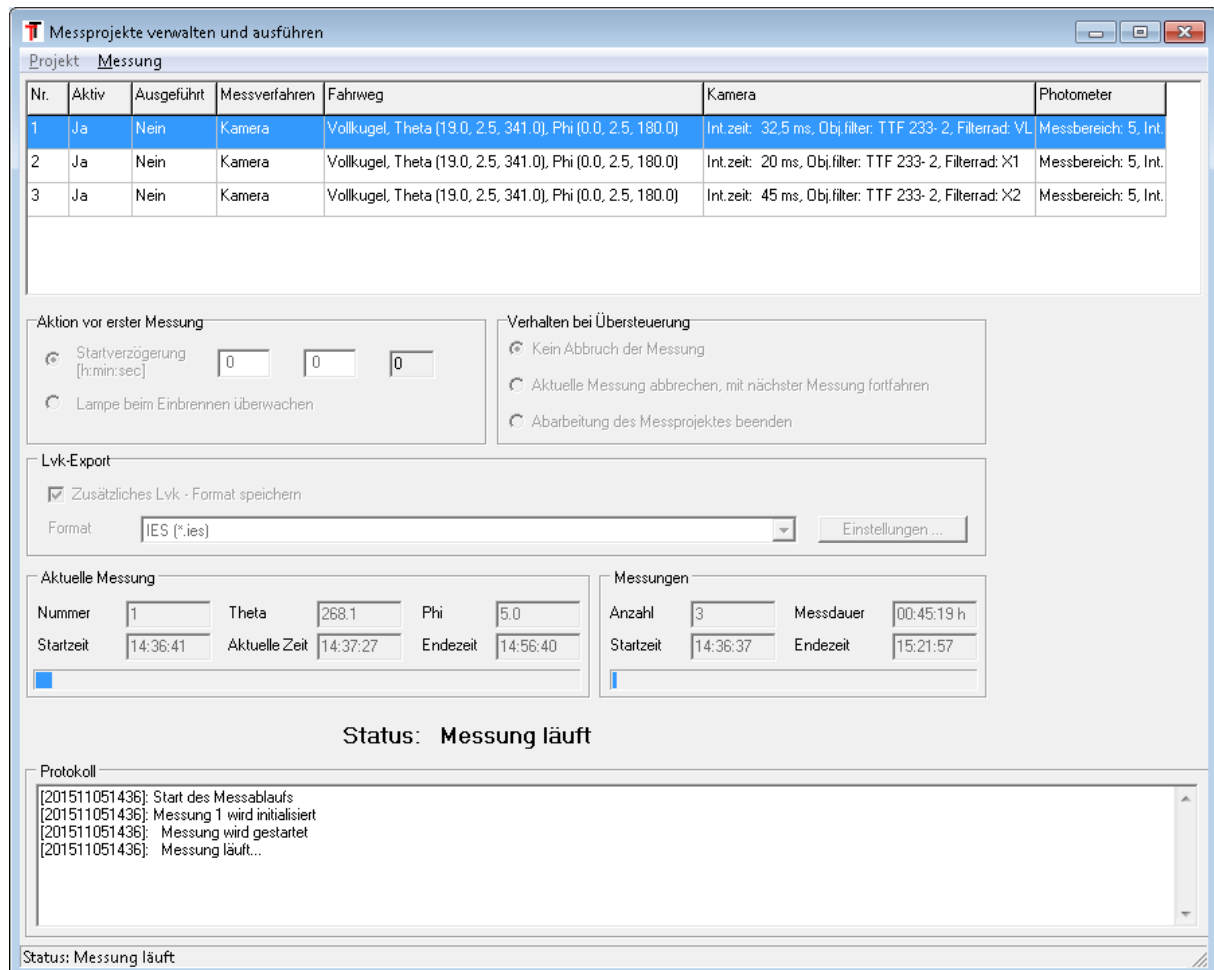 Messprojekte verwalten und ausführen
Projekt Messung
Nr. Aktiv Ausgeführt Messverfahren Fahrweg Kamera Photometer
1 Ja Nein Kamera Vollkugel, Theta (19.0, 2.5, 341.0), Phi (0.0, 2.5, 180.0) Int.zeit: 32,5 ms, Obj.filter: TTF 233- 2, Filterrad: VL Messbereich: 5, Int.
2 Ja Nein Kamera Vollkugel, Theta (19.0, 2.5, 341.0), Phi (0.0, 2.5, 180.0) Int.zeit: 20 ms, Obj.filter: TTF 233- 2, Filterrad: X1 Messbereich: 5, Int.
3 Ja Nein Kamera Vollkugel, Theta (19.0, 2.5, 341.0), Phi (0.0, 2.5, 180.0) Int.zeit: 45 ms, Obj.filter: TTF 233- 2, Filterrad: X2 Messbereich: 5, Int.
Aktion vor erster Messung
Startverzögerung
[h:min:sec]
0 0 0
Lampe beim Einbrennen überwachen
Verhalten bei Übersteuerung
Kein Abbruch der Messung
Aktuelle Messung abbrechen, mit nächster Messung fortfahren
Abarbeitung des Messprojektes beenden
Lvk-Export
Zusätzliches Lvk - Format speichern
Format IES (*.ies) Einstellungen ...
Aktuelle Messung
Nummer 1 Theta 268.1 Phi 5.0
Startzeit 14:36:41 Aktuelle Zeit 14:37:27 Endezeit 14:56:40
Messungen
Anzahl 3 Messdauer 00:45:19 h
Startzeit 14:36:37 Endezeit 15:21:57
Status: Messung läuft
Protokoll
[201511051436]: Start des Messablaufs
[201511051436]: Messung 1 wird initialisiert
[201511051436]: Messung wird gestartet
[201511051436]: Messung läuft...
Status: Messung läuft